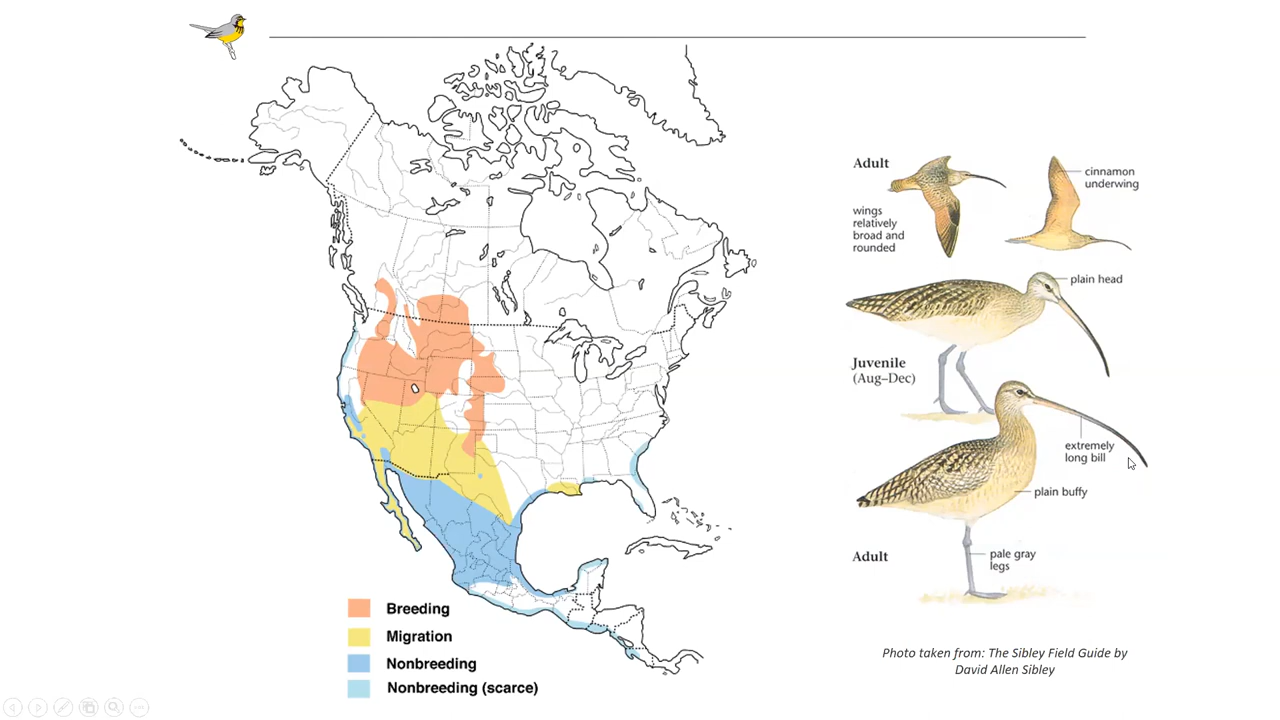 Adult
wings
relatively
broad and
rounded
cinnamon
underwing
plain head
Juvenile
(Aug–Dec)
extremely
long bill
plain buffy
Adult
pale gray
legs
Breeding
Migration
Nonbreeding
Nonbreeding (scarce)
Photo taken from: The Sibley Field Guide by
David Allen Sibley